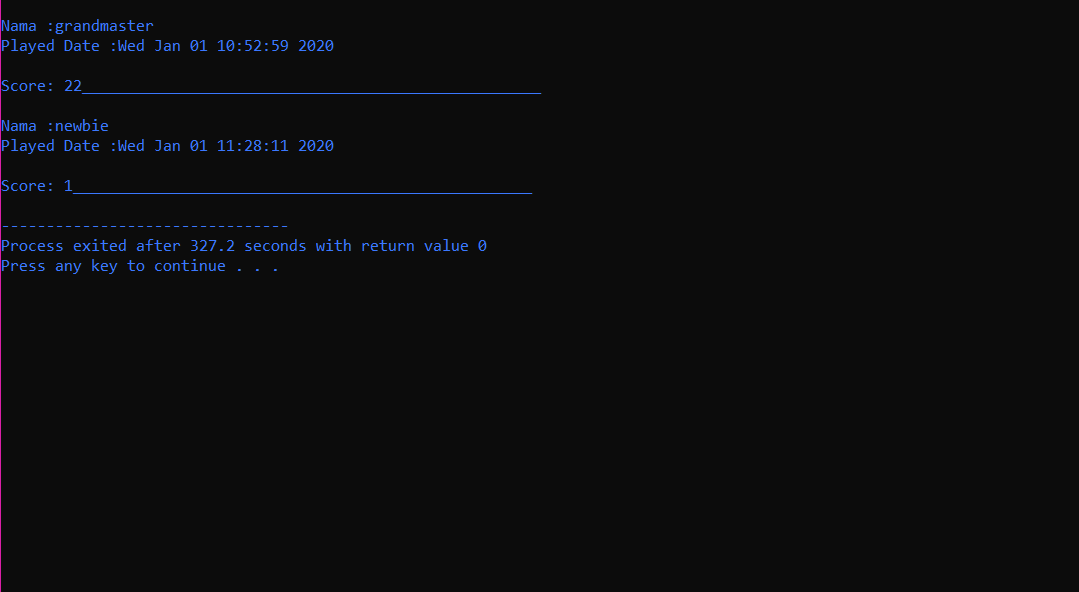 Nama :grandmaster
Played Date :Wed Jan 01 10:52:59 2020
Score: 22___________________________________________________
Nama :newbie
Played Date :Wed Jan 01 11:28:11 2020
Score: 1___________________________________________________
--------------------------------
Process exited after 327.2 seconds with return value 0
Press any key to continue . . .